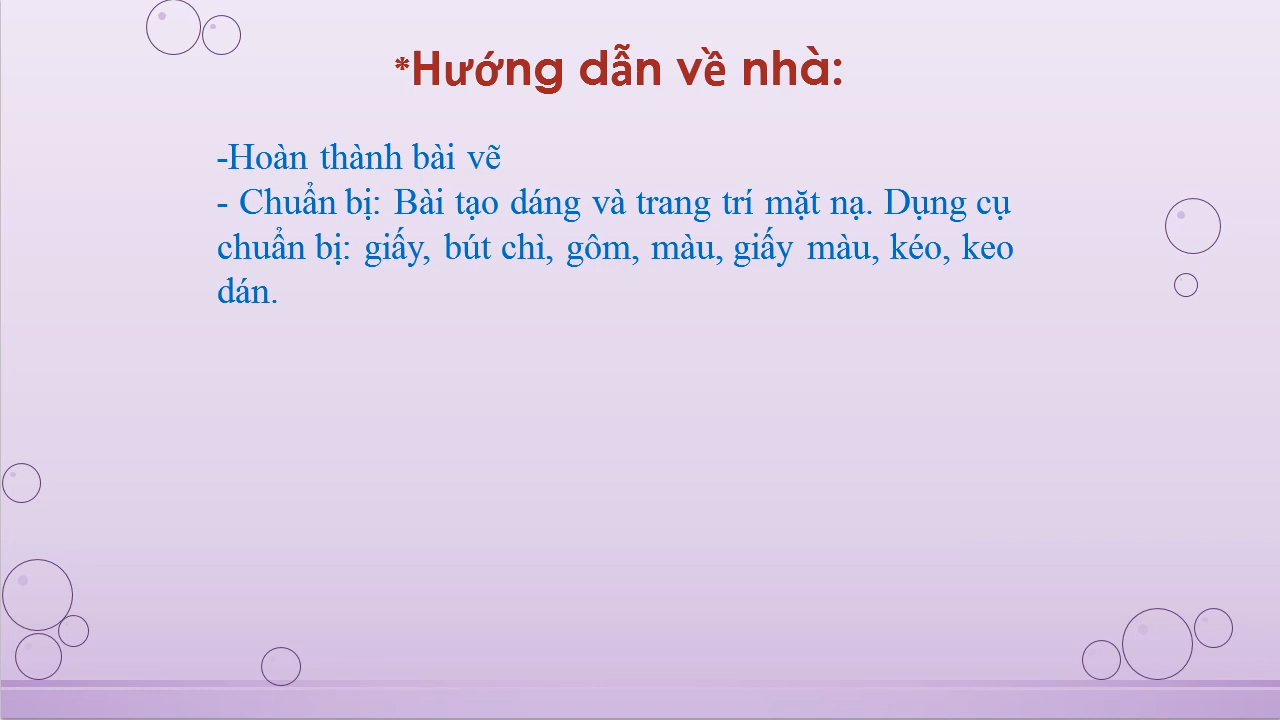 *Hướng dẫn về nhà:
-Hoàn thành bài vẽ
- Chuẩn bị: Bài tạo dáng và trang trí mặt nạ. Dụng cụ
chuẩn bị: giấy, bút chì, gôm, màu, giấy màu, kéo, keo
dán.